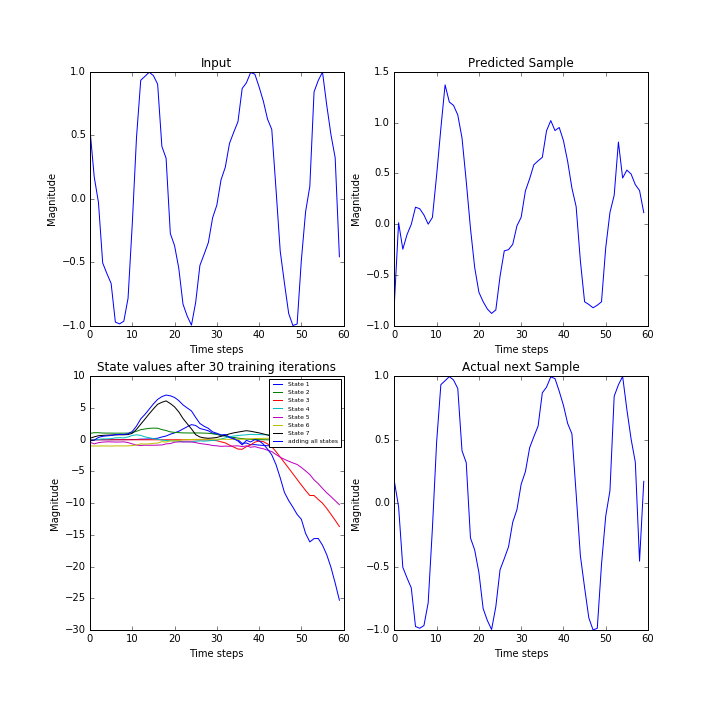 Input
Magnitude
1.0
0.5
0.0
−0.5
−1.0
0 10 20 30 40 50 60
Time steps
Predicted Sample
Magnitude
1.5
1.0
0.5
0.0
−0.5
−1.0
0 10 20 30 40 50 60
Time steps
State values after 30 training iterations
Magnitude
10
5
0
−5
−10
−15
−20
−25
−30
0 10 20 30 40 50 60
Time steps
State 1
State 2
State 3
State 4
State 5
State 6
State 7
adding all states
Actual next Sample
Magnitude
1.0
0.5
0.0
−0.5
−1.0
0 10 20 30 40 50 60
Time steps